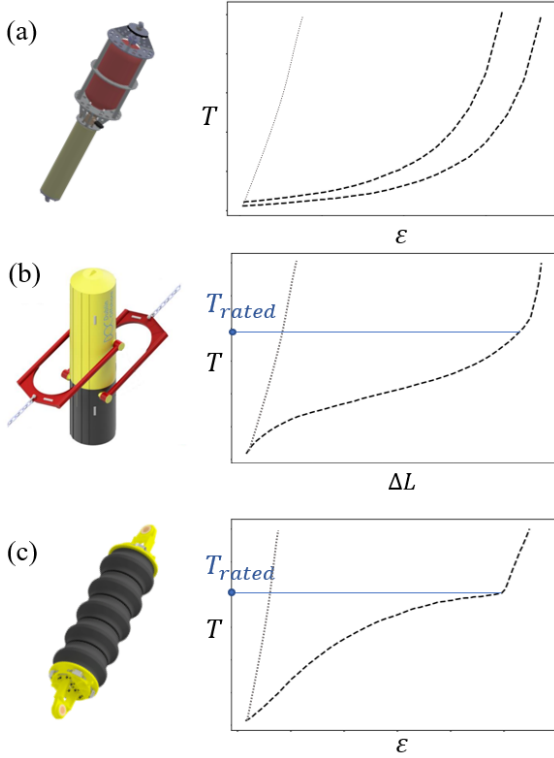 (a)
T
ε
(b)
T_rated
T
ΔL
(c)
T_rated
T
ε